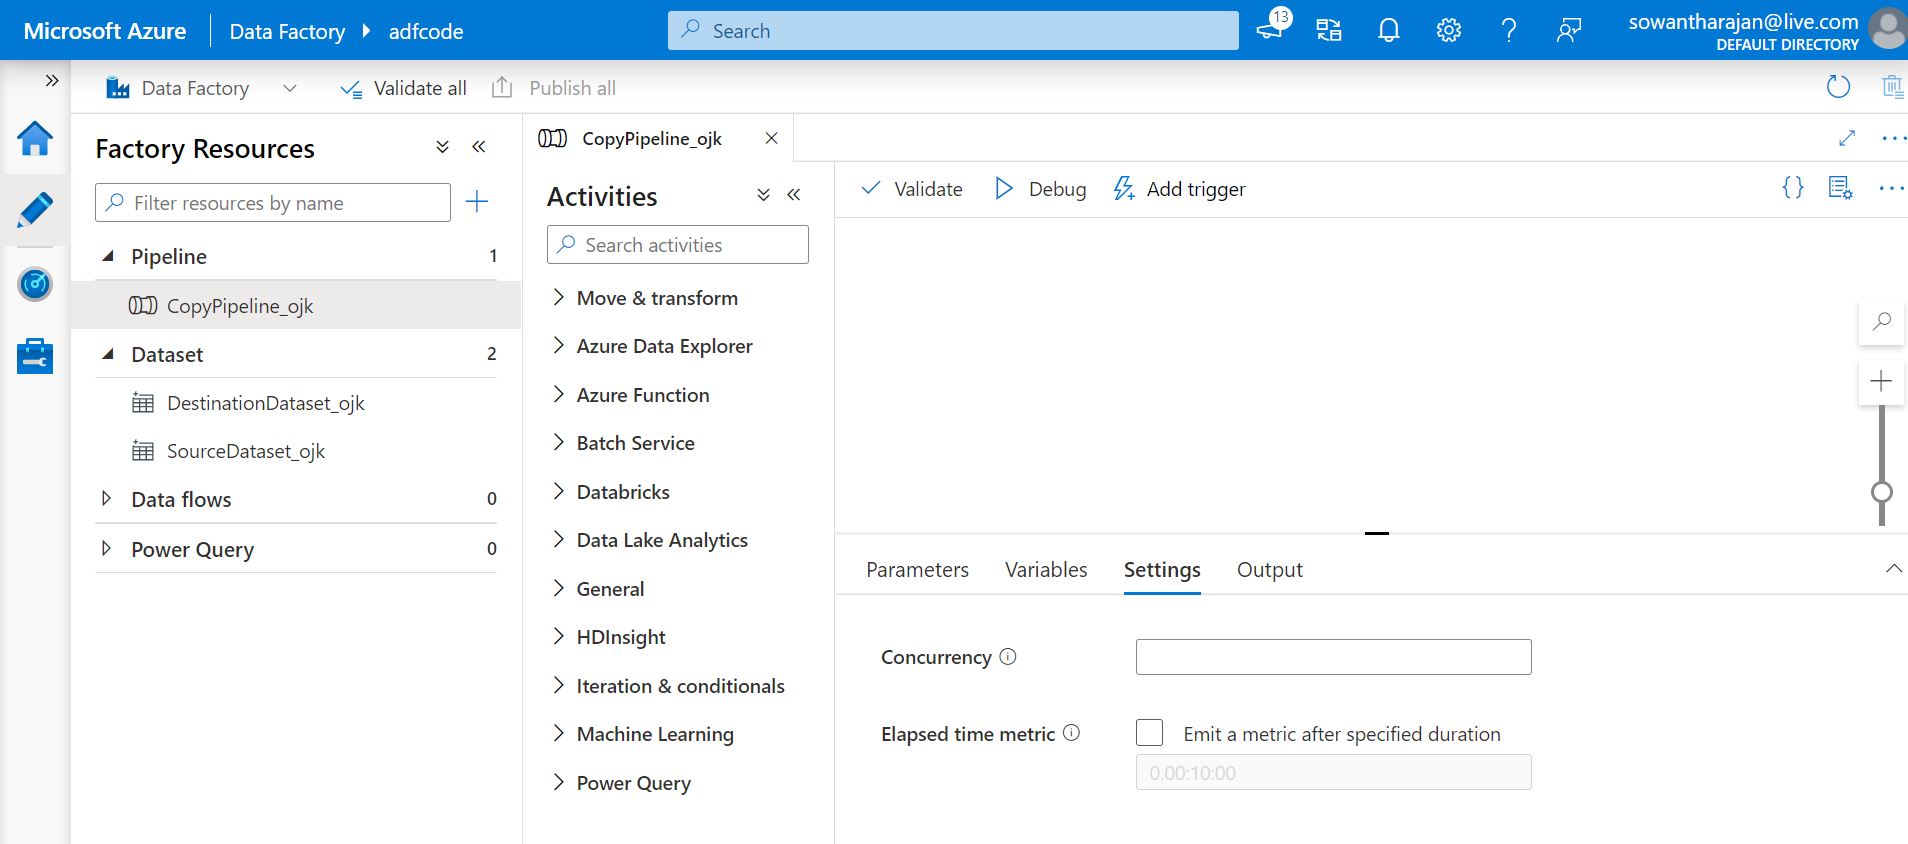 Microsoft Azure
Data Factory
adfcode
Search
13
sowantharajan@live.com
DEFAULT DIRECTORY
Data Factory
Validate all
Publish all
Factory Resources
Filter resources by name
Pipeline 1
CopyPipeline_ojk
Dataset 2
DestinationDataset_ojk
SourceDataset_ojk
Data flows 0
Power Query 0
CopyPipeline_ojk
Activities
Search activities
Move & transform
Azure Data Explorer
Azure Function
Batch Service
Databricks
Data Lake Analytics
General
HDInsight
Iteration & conditionals
Machine Learning
Power Query
Validate
Debug
Add trigger
Parameters
Variables
Settings
Output
Concurrency
Elapsed time metric
Emit a metric after specified duration
0.00:10:00